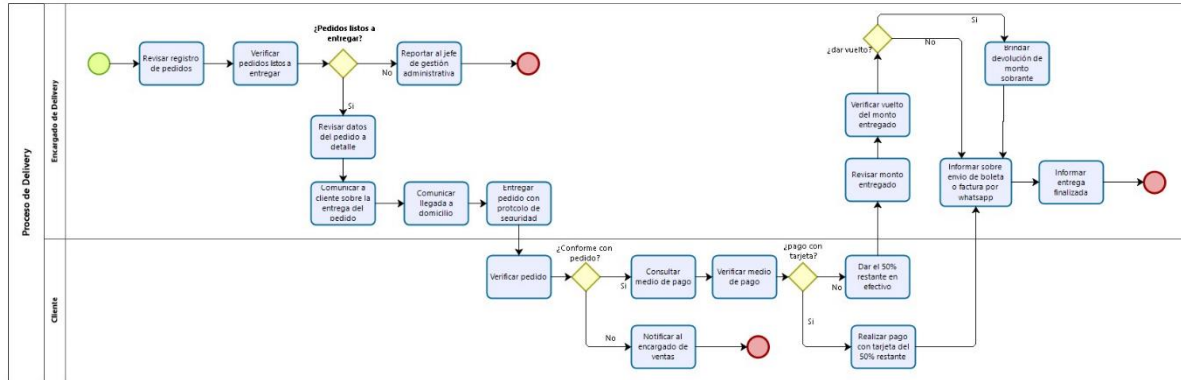 Proceso de Delivery
Encargado de Delivery
¿Pedidos listos a
entregar?
Revisar registro
de pedidos
Verificar
pedidos listos a
entregar
No
Reportar al jefe
de gestión
administrativa
Si
Revisar datos
del pedido a
detalle
Comunicar a
cliente sobre la
entrega del
pedido
Comunicar
llegada a
domicilio
Entregar
pedido con
protcolo de
seguridad
¿dar vuelto?
Si
No
Brindar
devolución de
monto
sobrante
Verificar vuelto
del monto
entregado
Revisar monto
entregado
Informar sobre
envio de boleta
o factura por
whatsapp
Informar
entrega
finalizada
Cliente
Verificar pedido
¿Conforme con
pedido?
Si
Consultar
medio de pago
Verificar medio
de pago
¿pago con
tarjeta?
No
Dar el 50%
restante en
efectivo
No
Notificar al
encargado de
ventas
Si
Realizar pago
con tarjeta del
50% restante